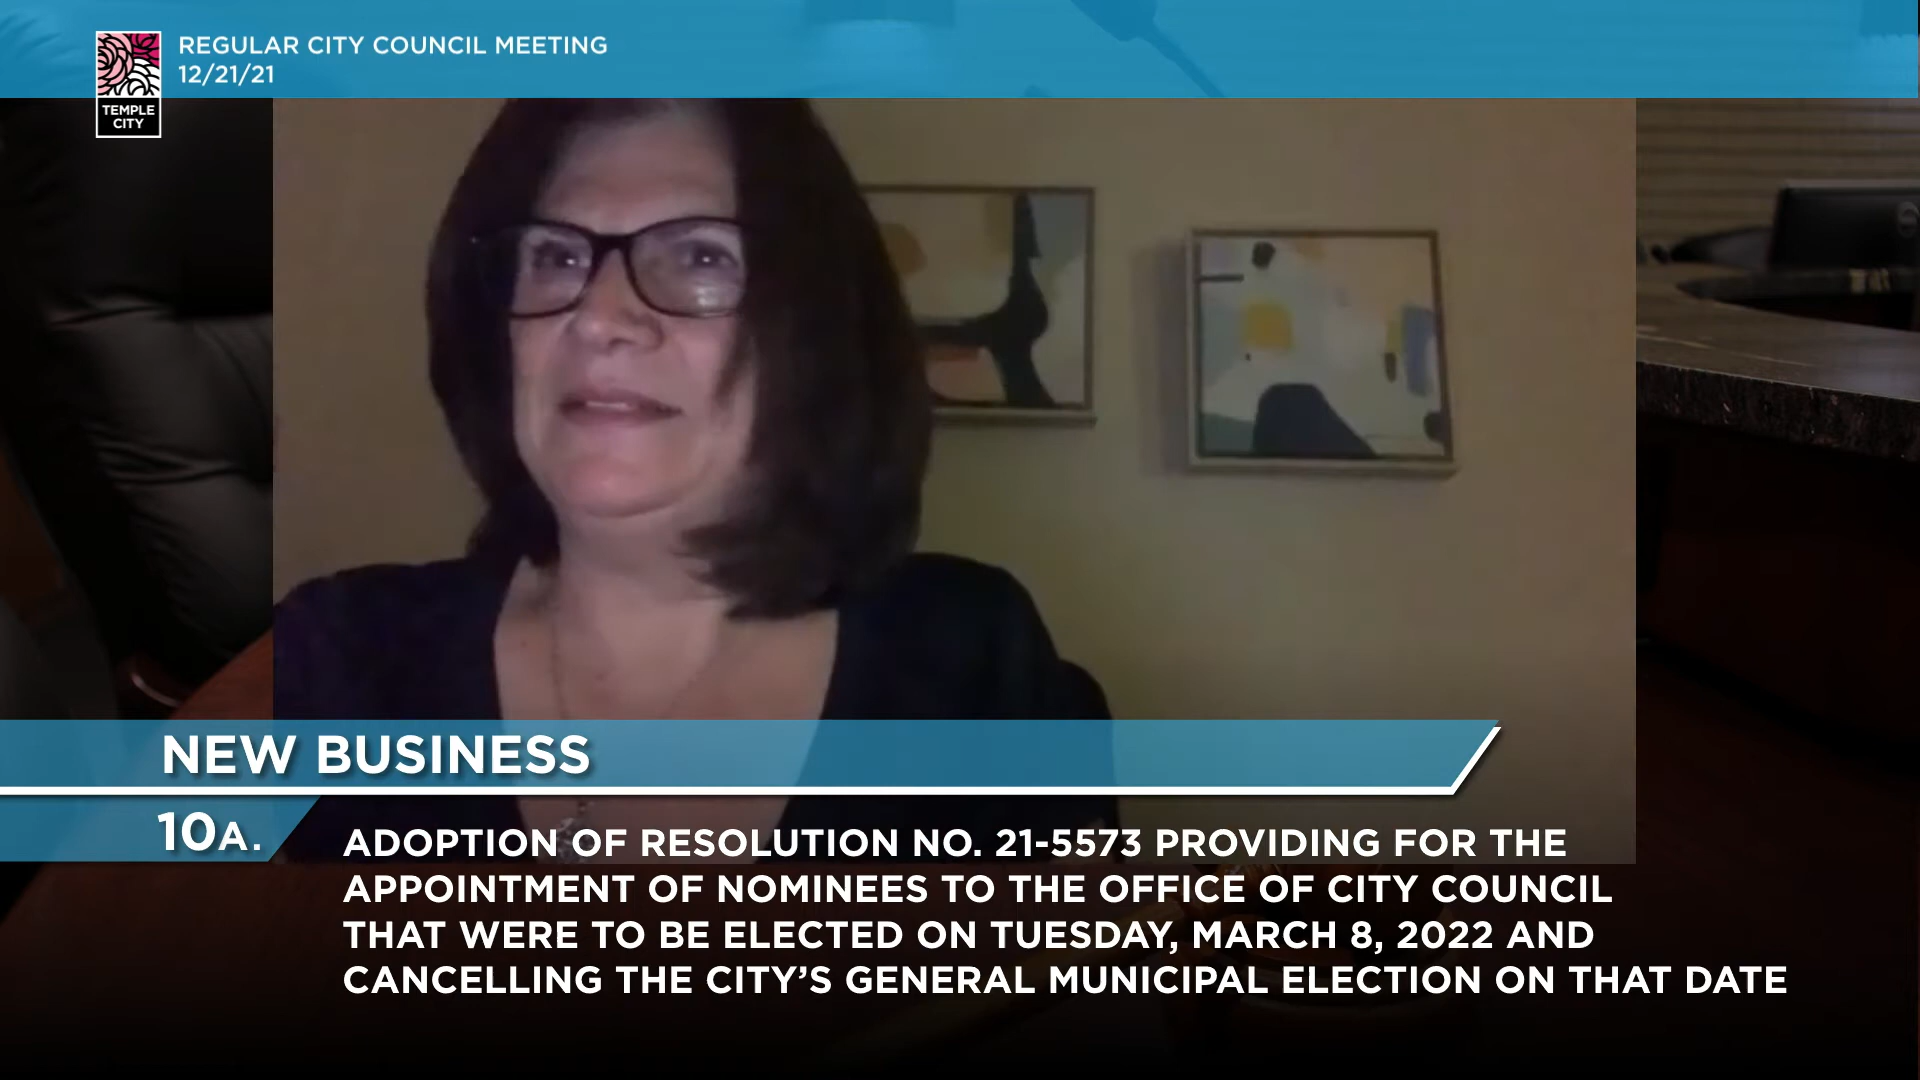 REGULAR CITY COUNCIL MEETING
12/21/21
TEMPLE
CITY
NEW BUSINESS
10A.
ADOPTION OF RESOLUTION NO. 21-5573 PROVIDING FOR THE
APPOINTMENT OF NOMINEES TO THE OFFICE OF CITY COUNCIL
THAT WERE TO BE ELECTED ON TUESDAY, MARCH 8, 2022 AND
CANCELLING THE CITY’S GENERAL MUNICIPAL ELECTION ON THAT DATE